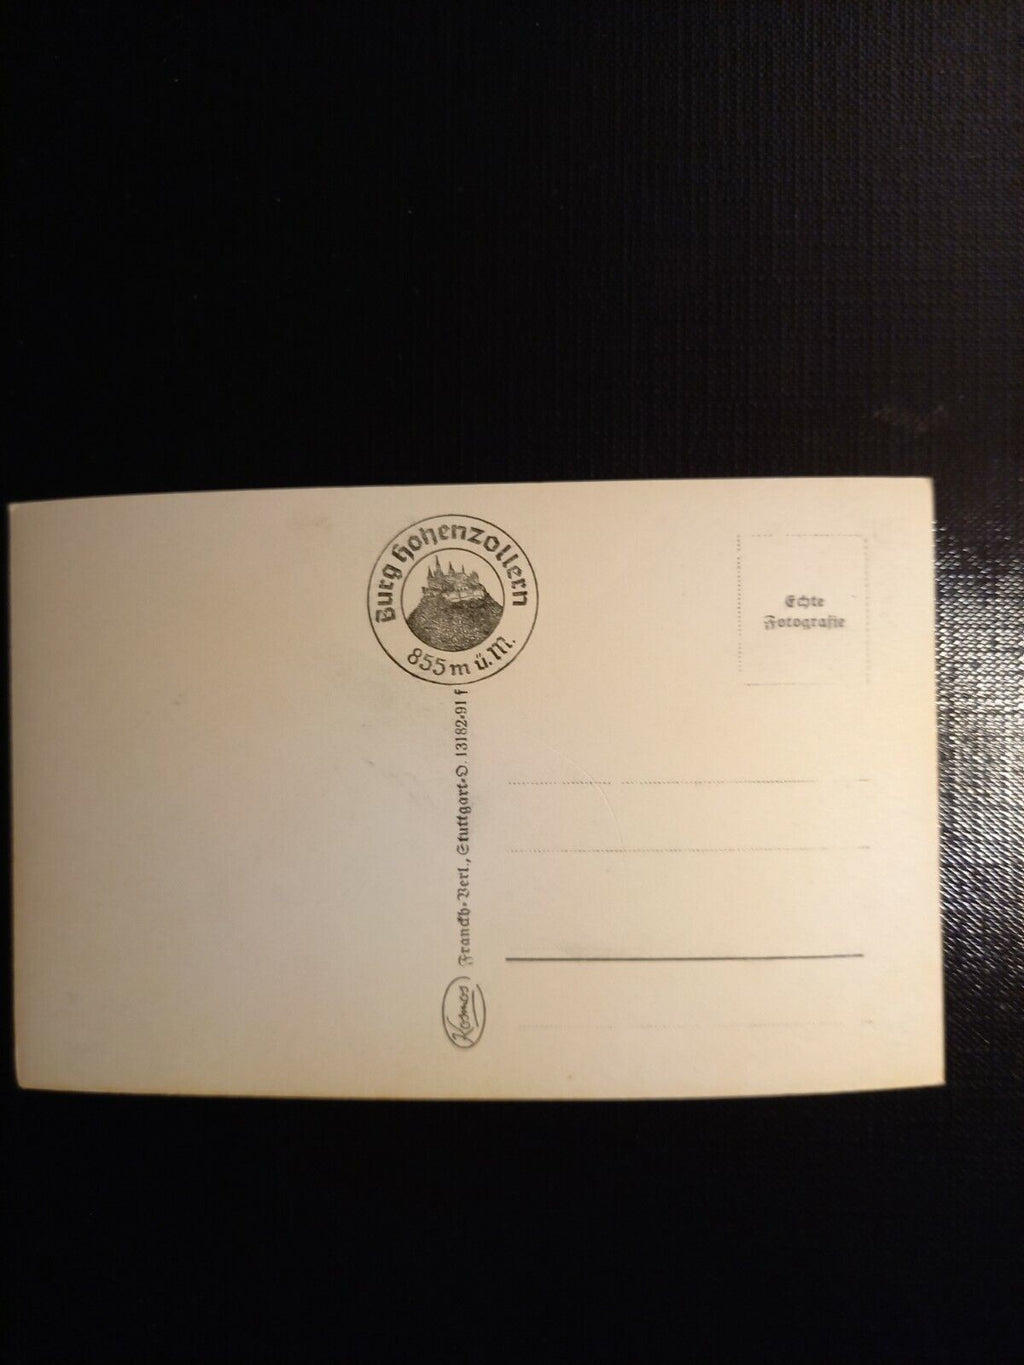 Burg Hohenzollern
855 m ü. M.
Echte
Fotografie
Kosmos Franckh-Verl., Stuttgart-O. 13182-91 f